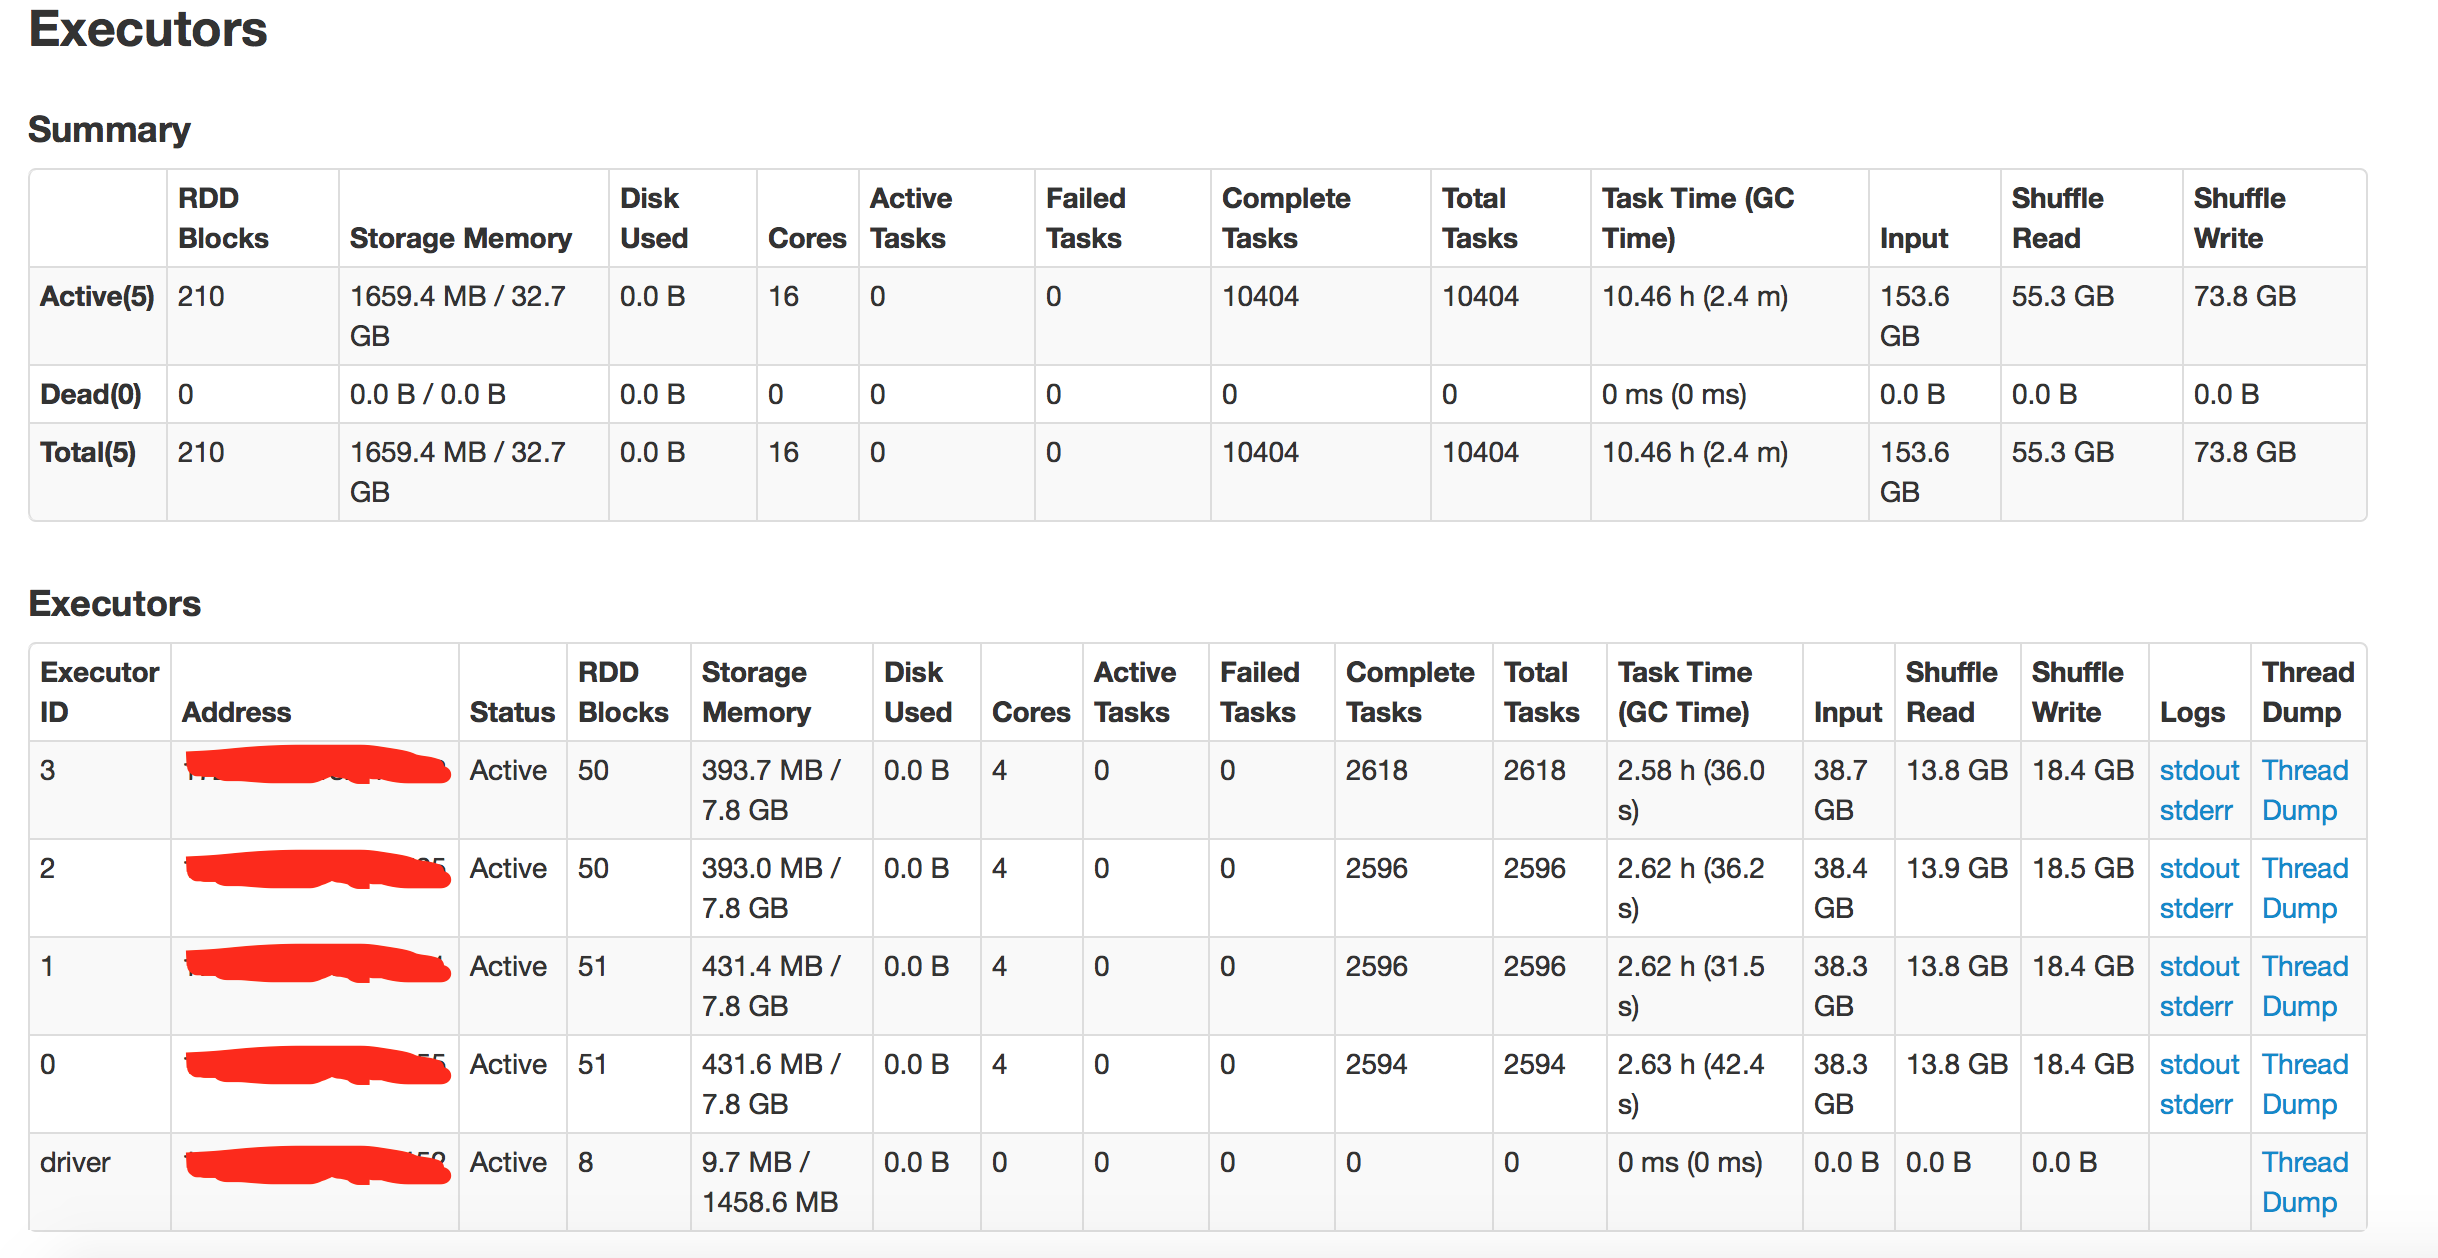 Executors
Summary
RDD Blocks Storage Memory Disk Used Cores Active Tasks Failed Tasks Complete Tasks Total Tasks Task Time (GC Time) Input Shuffle Read Shuffle Write
Active(5) 210 1659.4 MB / 32.7 GB 0.0 B 16 0 0 10404 10404 10.46 h (2.4 m) 153.6 GB 55.3 GB 73.8 GB
Dead(0) 0 0.0 B / 0.0 B 0.0 B 0 0 0 0 0 0 ms (0 ms) 0.0 B 0.0 B 0.0 B
Total(5) 210 1659.4 MB / 32.7 GB 0.0 B 16 0 0 10404 10404 10.46 h (2.4 m) 153.6 GB 55.3 GB 73.8 GB
Executors
Executor ID Address Status RDD Blocks Storage Memory Disk Used Cores Active Tasks Failed Tasks Complete Tasks Total Tasks Task Time (GC Time) Input Shuffle Read Shuffle Write Logs Thread Dump
3 Active 50 393.7 MB / 7.8 GB 0.0 B 4 0 0 2618 2618 2.58 h (36.0 s) 38.7 GB 13.8 GB 18.4 GB stdout stderr Thread Dump
2 Active 50 393.0 MB / 7.8 GB 0.0 B 4 0 0 2596 2596 2.62 h (36.2 s) 38.4 GB 13.9 GB 18.5 GB stdout stderr Thread Dump
1 Active 51 431.4 MB / 7.8 GB 0.0 B 4 0 0 2596 2596 2.62 h (31.5 s) 38.3 GB 13.8 GB 18.4 GB stdout stderr Thread Dump
0 Active 51 431.6 MB / 7.8 GB 0.0 B 4 0 0 2594 2594 2.63 h (42.4 s) 38.3 GB 13.8 GB 18.4 GB stdout stderr Thread Dump
driver Active 8 9.7 MB / 1458.6 MB 0.0 B 0 0 0 0 0 0 ms (0 ms) 0.0 B 0.0 B 0.0 B Thread Dump